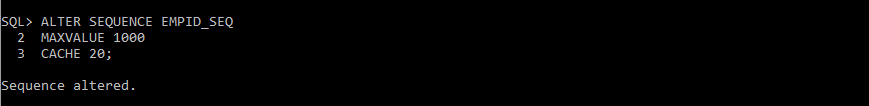 SQL> ALTER SEQUENCE EMPID_SEQ
2 MAXVALUE 1000
3 CACHE 20;
Sequence altered.